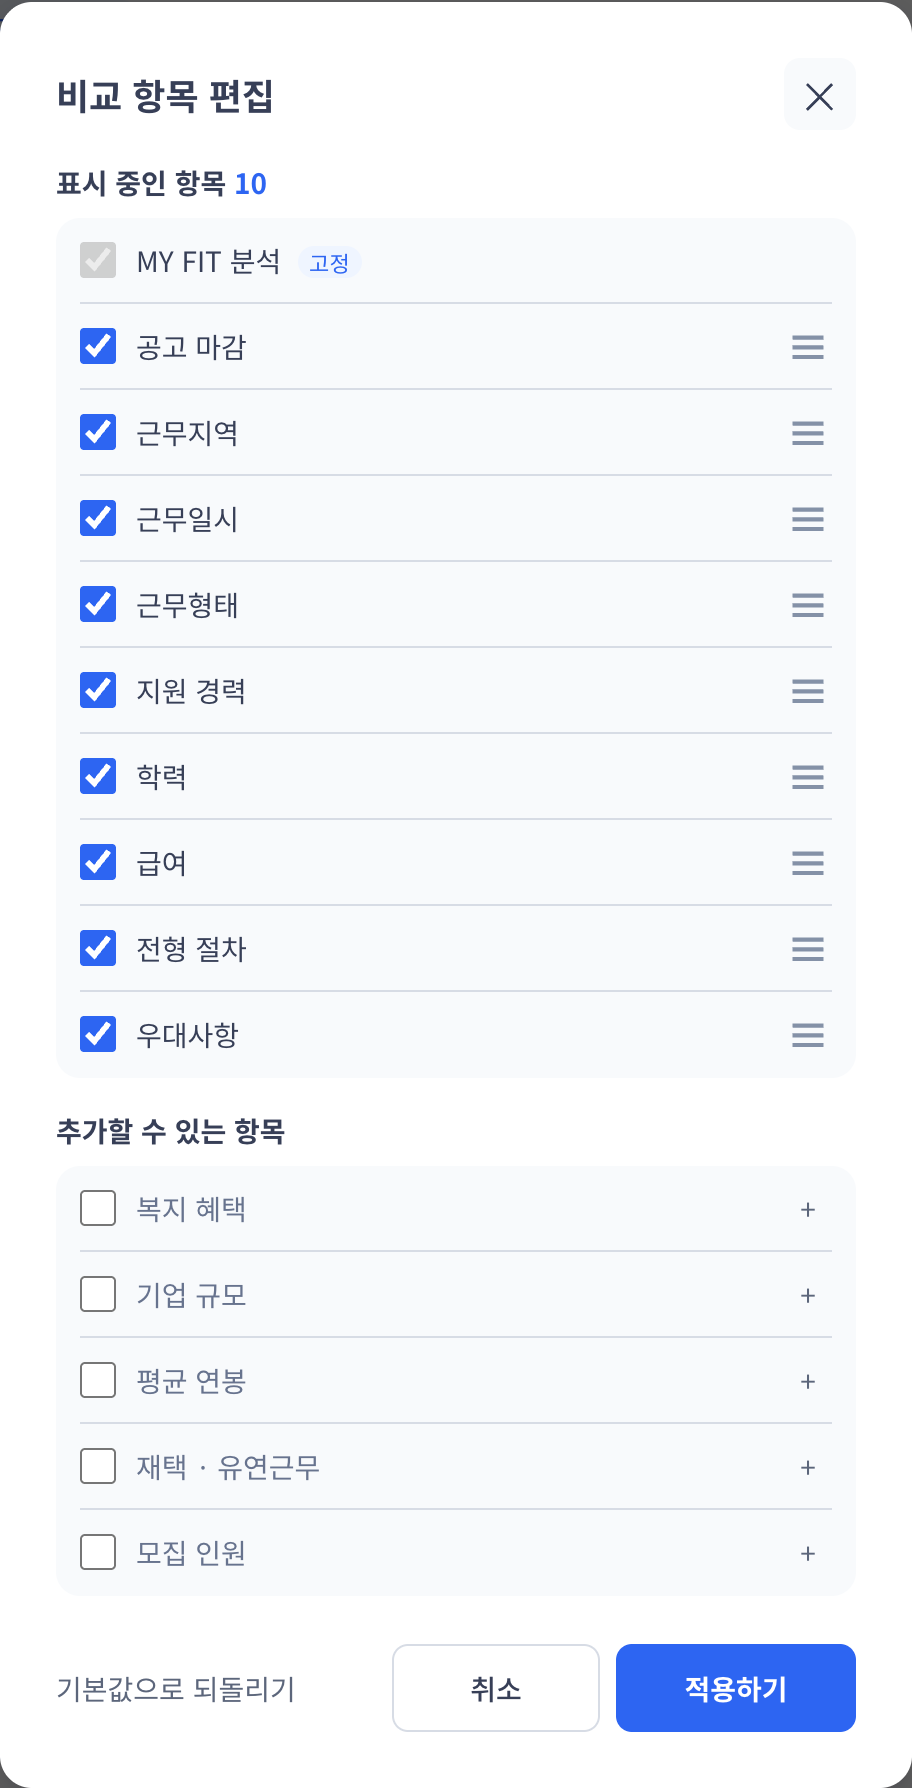 비교 항목 편집
표시 중인 항목 10
MY FIT 분석 고정
공고 마감
근무지역
근무일시
근무형태
지원 경력
학력
급여
전형 절차
우대사항
추가할 수 있는 항목
복지 혜택 +
기업 규모 +
평균 연봉 +
재택 · 유연근무 +
모집 인원 +
기본값으로 되돌리기 취소 적용하기